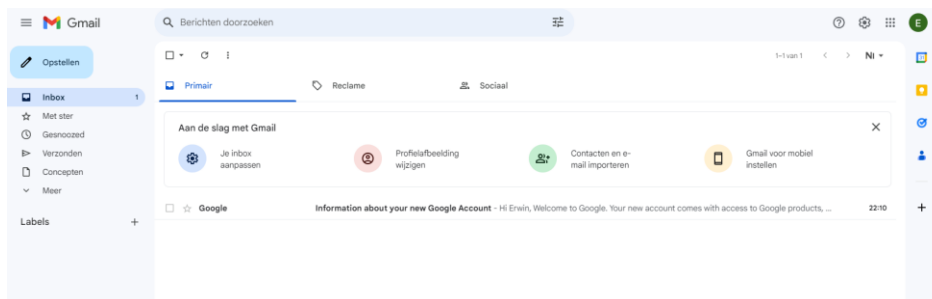 Gmail
Berichten doorzoeken
E
Opstellen
1–1 van 1
Nl
Inbox 1
Met ster
Gesnoozed
Verzonden
Concepten
Meer
Labels
Primair
Reclame
Sociaal
Aan de slag met Gmail
Je inbox
aanpassen
Profielafbeelding
wijzigen
Contacten en e-
mail importeren
Gmail voor mobiel
instellen
Google Information about your new Google Account - Hi Erwin, Welcome to Google. Your new account comes with access to Google products, ... 22:10